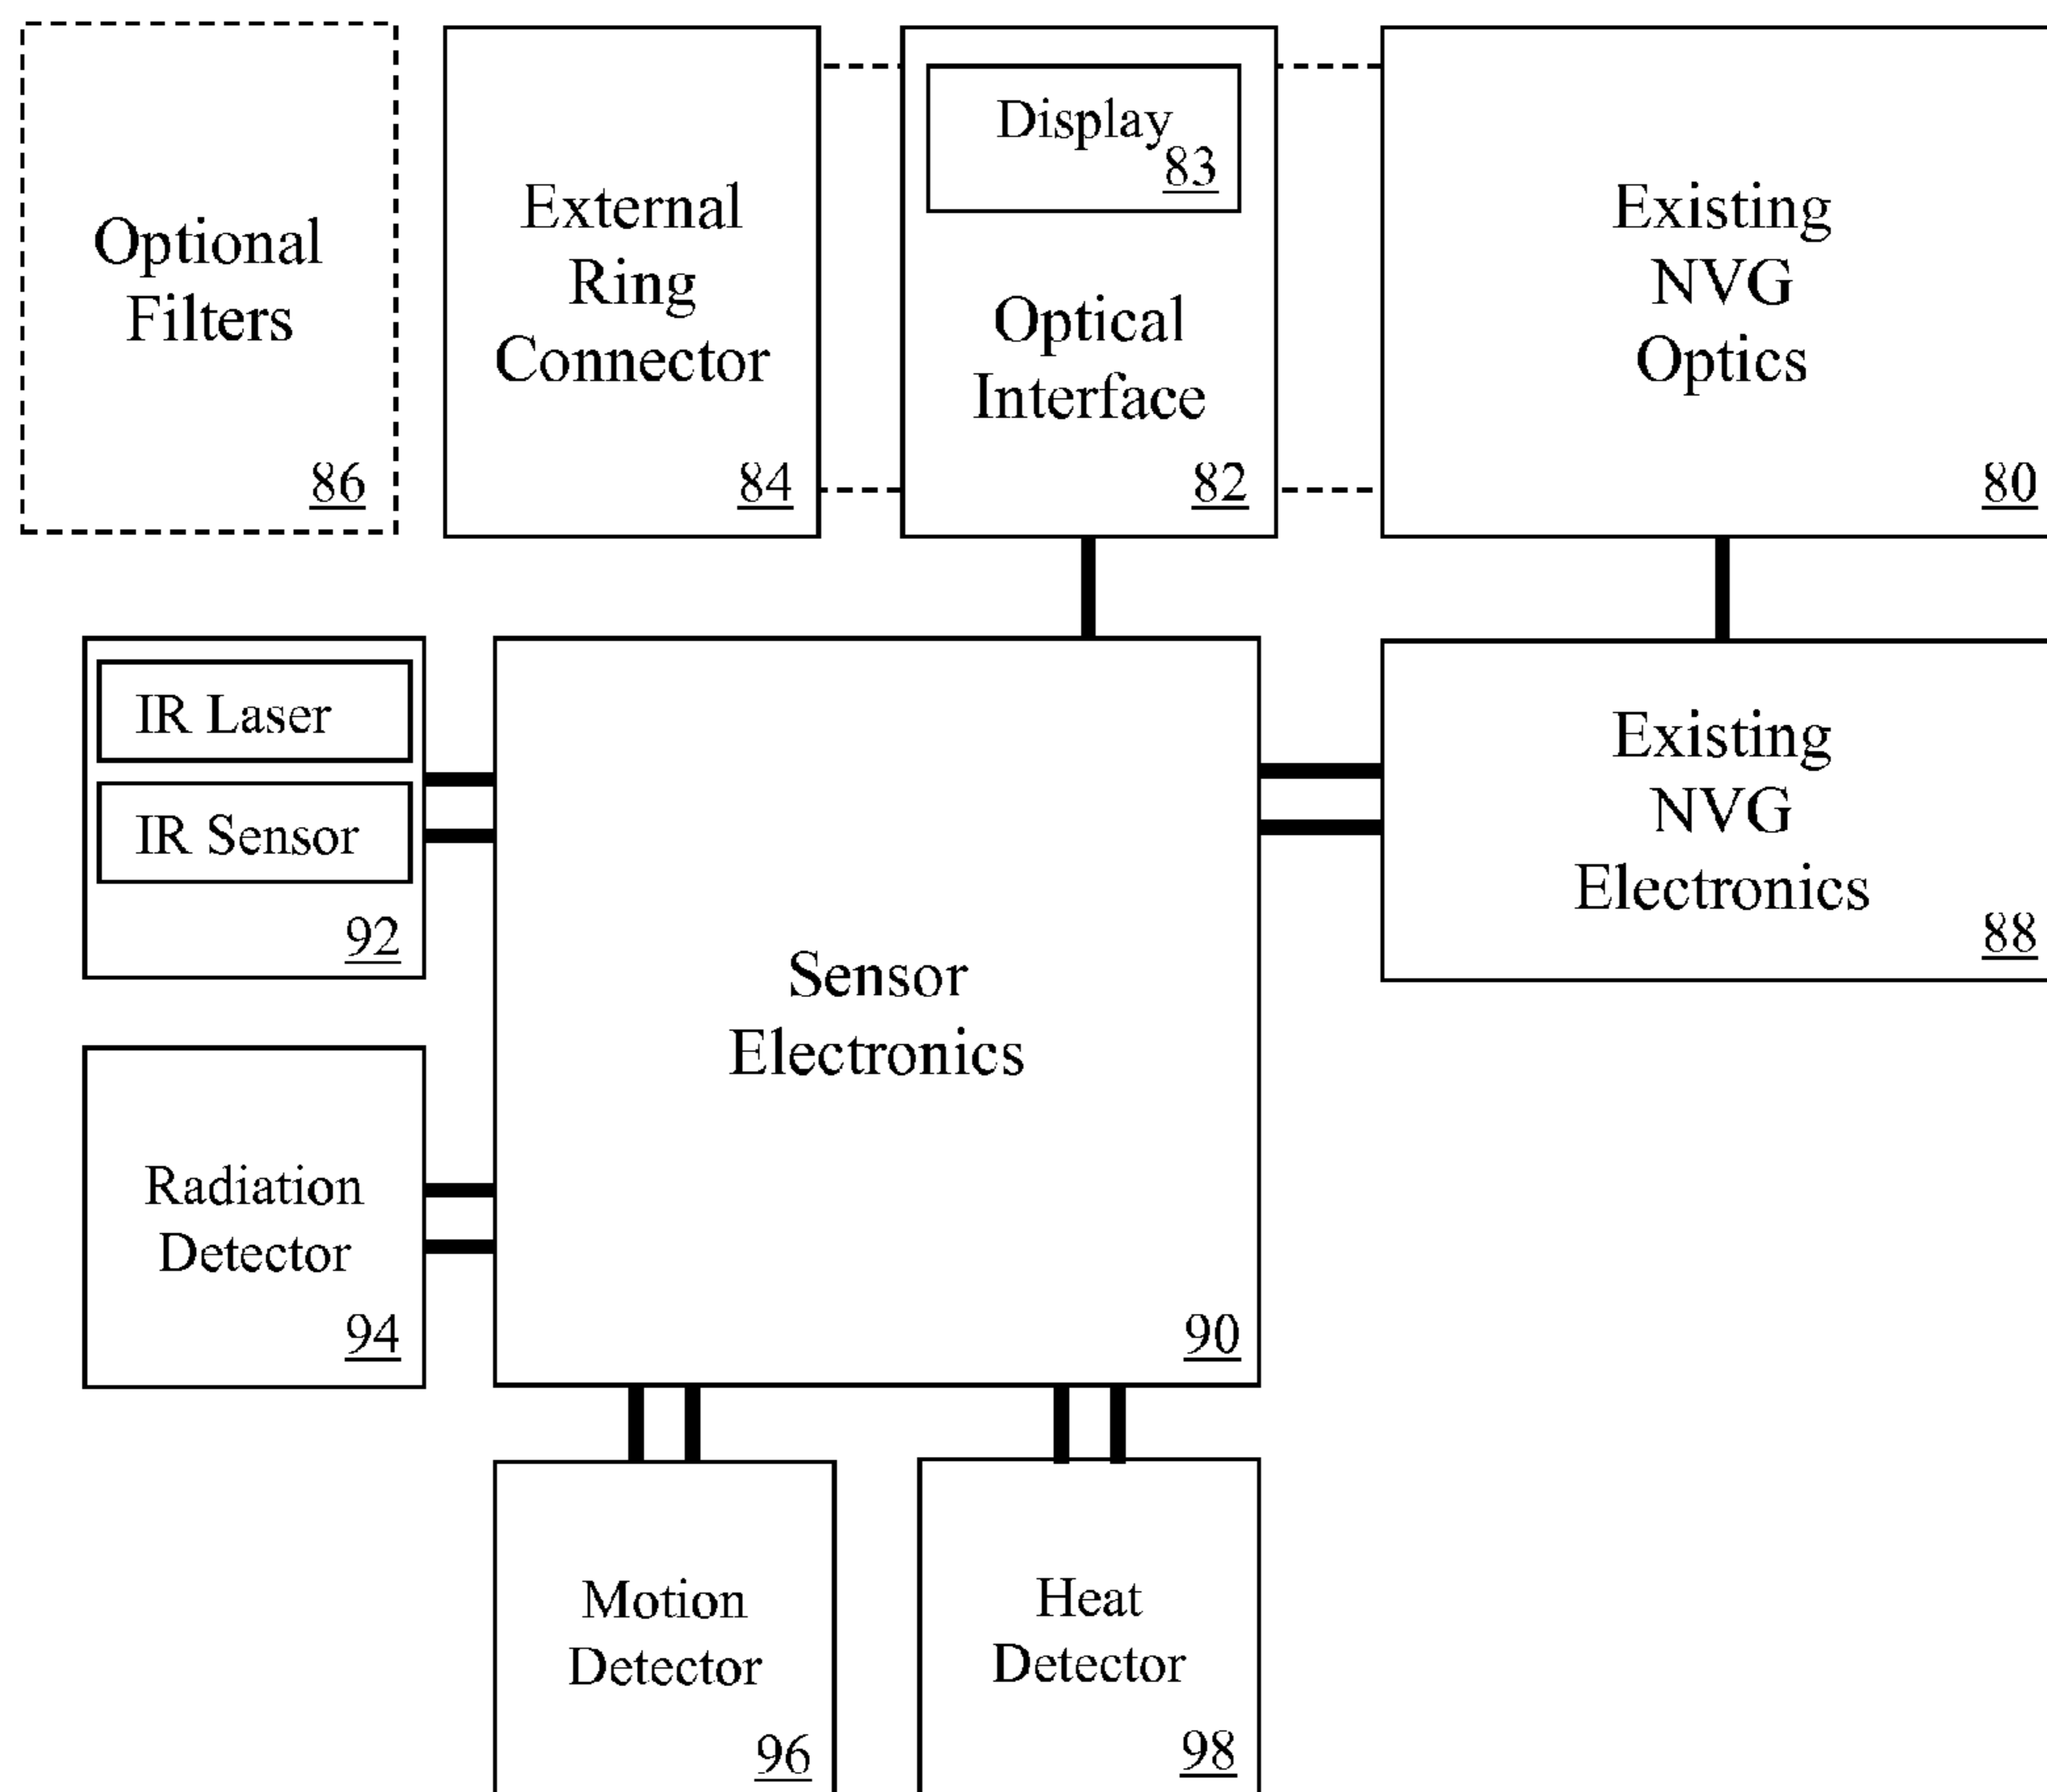 Optional
Filters
86
External
Ring
Connector
84
Display
83
Optical
Interface
82
Existing
NVG
Optics
80
IR Laser
IR Sensor
92
Sensor
Electronics
90
Existing
NVG
Electronics
88
Radiation
Detector
94
Motion
Detector
96
Heat
Detector
98